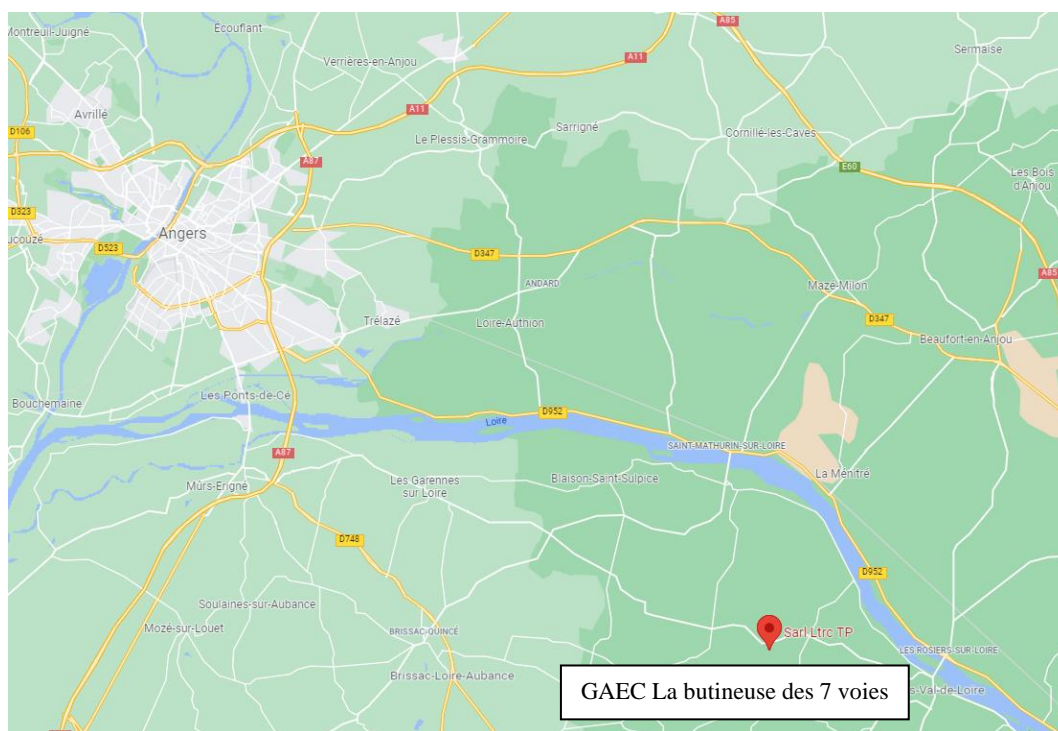 Montreuil-Juigné
Écouflant
A85
Sermaise
Verrières-en-Anjou
A11
A11
Avrillé
D106
Sarrigné
Cornillé-les-Caves
Le Plessis-Grammoire
A87
E60
Les Bois
d'Anjou
D323
ucouzé
Angers
D523
D347
A85
ANDARD
Mazé-Milon
Trélazé
Loire-Authion
D347
Beaufort-en-Anjou
Les Ponts-de-Cé
Bouchemaine
D952
Loire
SAINT-MATHURIN-SUR-LOIRE
A87
La Ménitré
Mûrs-Erigné
Les Garennes
sur Loire
Blaison-Saint-Sulpice
D748
D952
Soulaines-sur-Aubance
Mozé-sur-Louet
BRISSAC-QUINCÉ
Sarl Ltrc TP
LES ROSIERS-SUR-LOIRE
Brissac-Loire-Aubance
GAEC La butineuse des 7 voies
s-Val-de-Loire